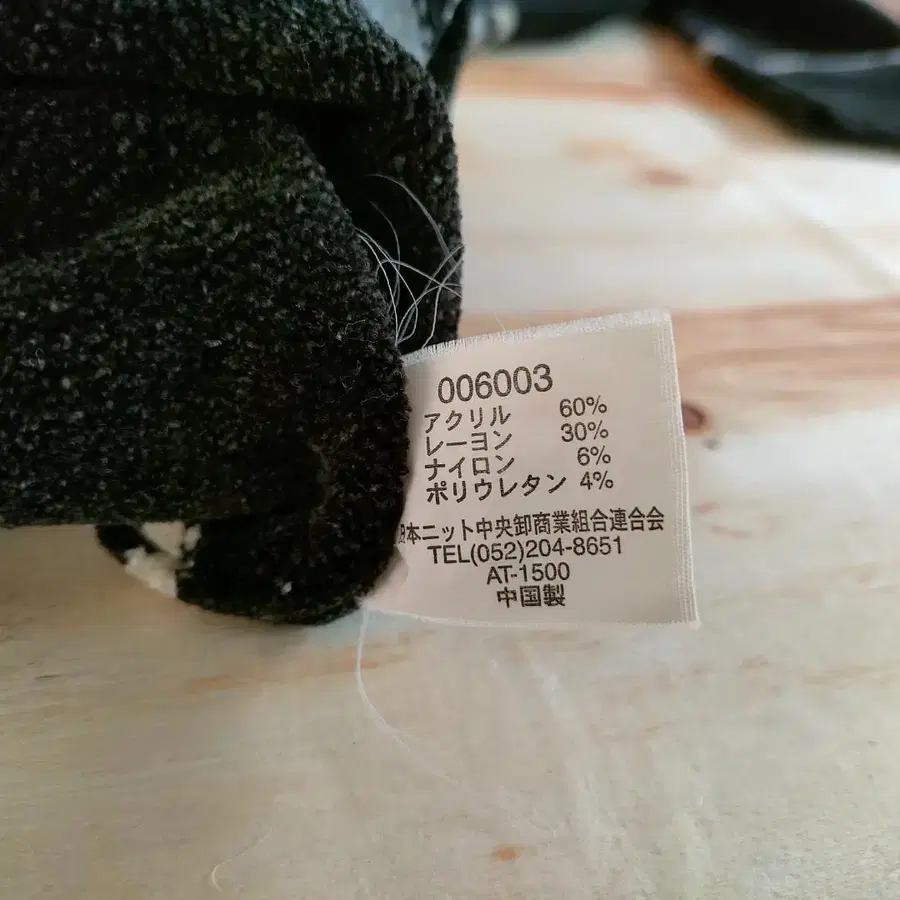 006003
アクリル 60%
レーヨン 30%
ナイロン 6%
ポリウレタン 4%
日本ニット中央卸商業組合連合会
TEL(052)204-8651
AT-1500
中国製